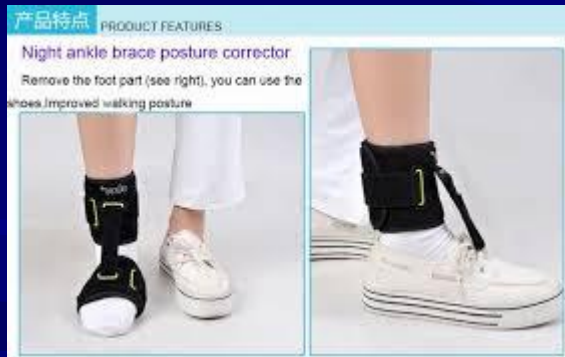 产品特点 PRODUCT FEATURES
Night ankle brace posture corrector
Remove the foot part (see right), you can use the
shoes,Improved walking posture